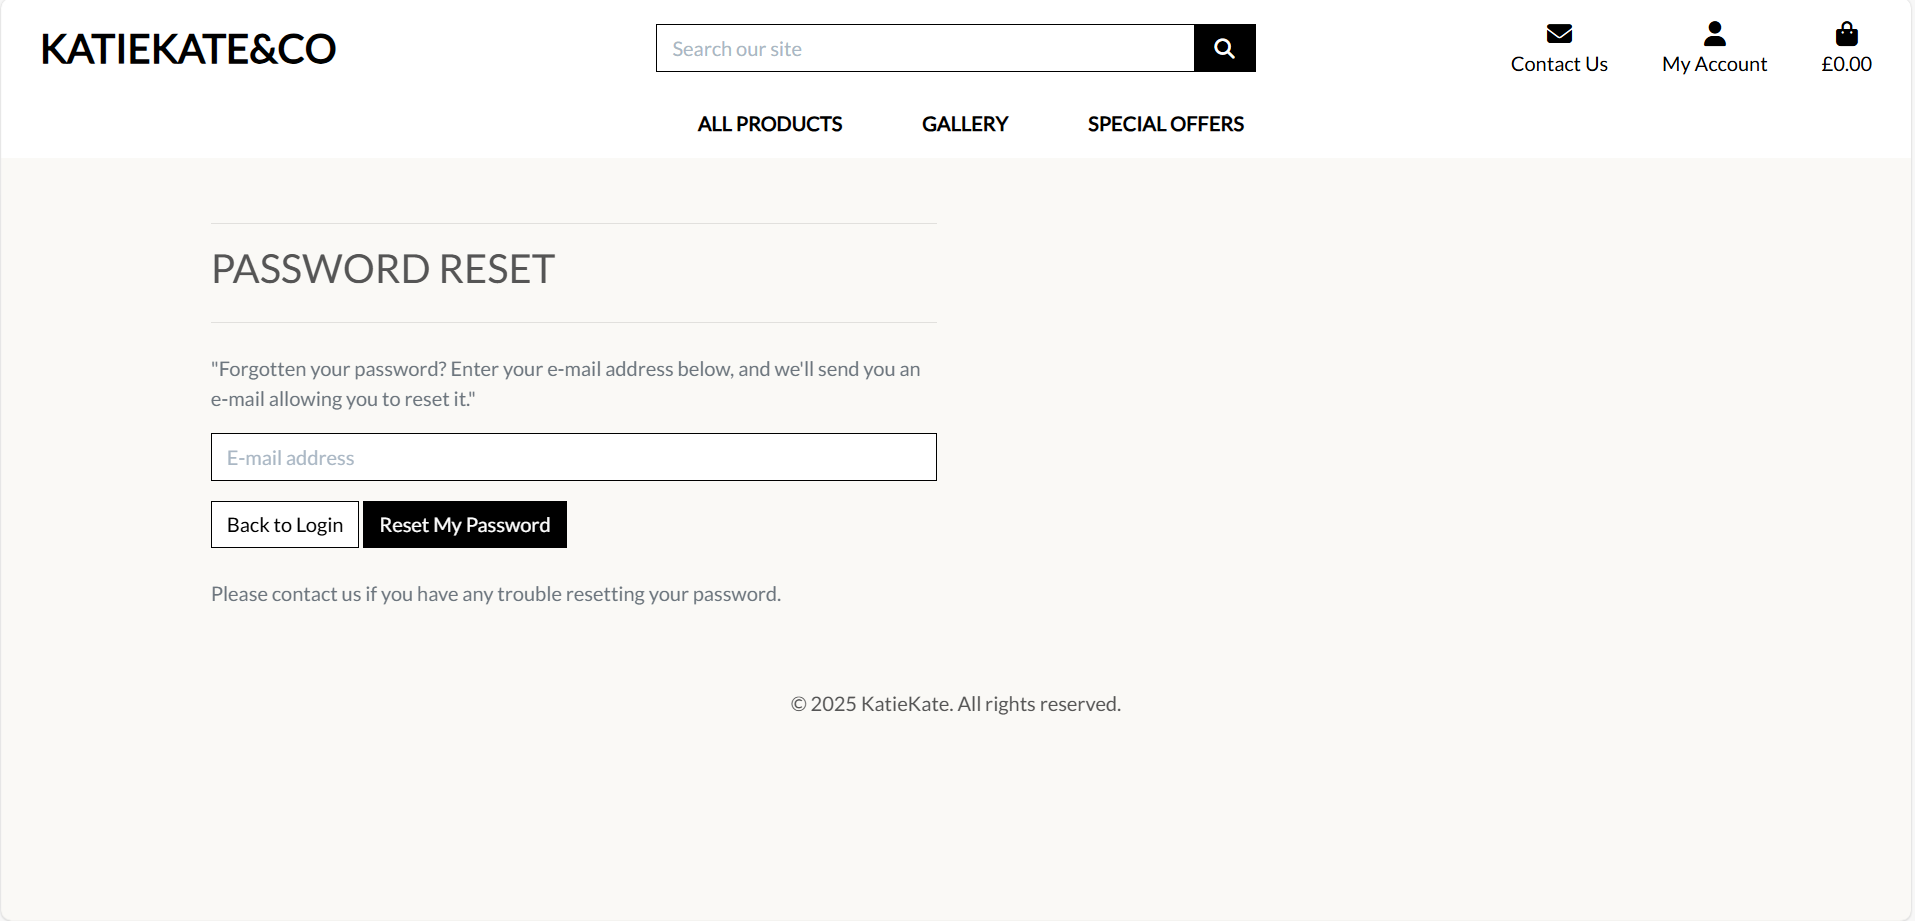 KATIEKATE&CO
Search our site
Contact Us
My Account
£0.00
ALL PRODUCTS
GALLERY
SPECIAL OFFERS
PASSWORD RESET
"Forgotten your password? Enter your e-mail address below, and we'll send you an
e-mail allowing you to reset it."
E-mail address
Back to Login
Reset My Password
Please contact us if you have any trouble resetting your password.
© 2025 KatieKate. All rights reserved.